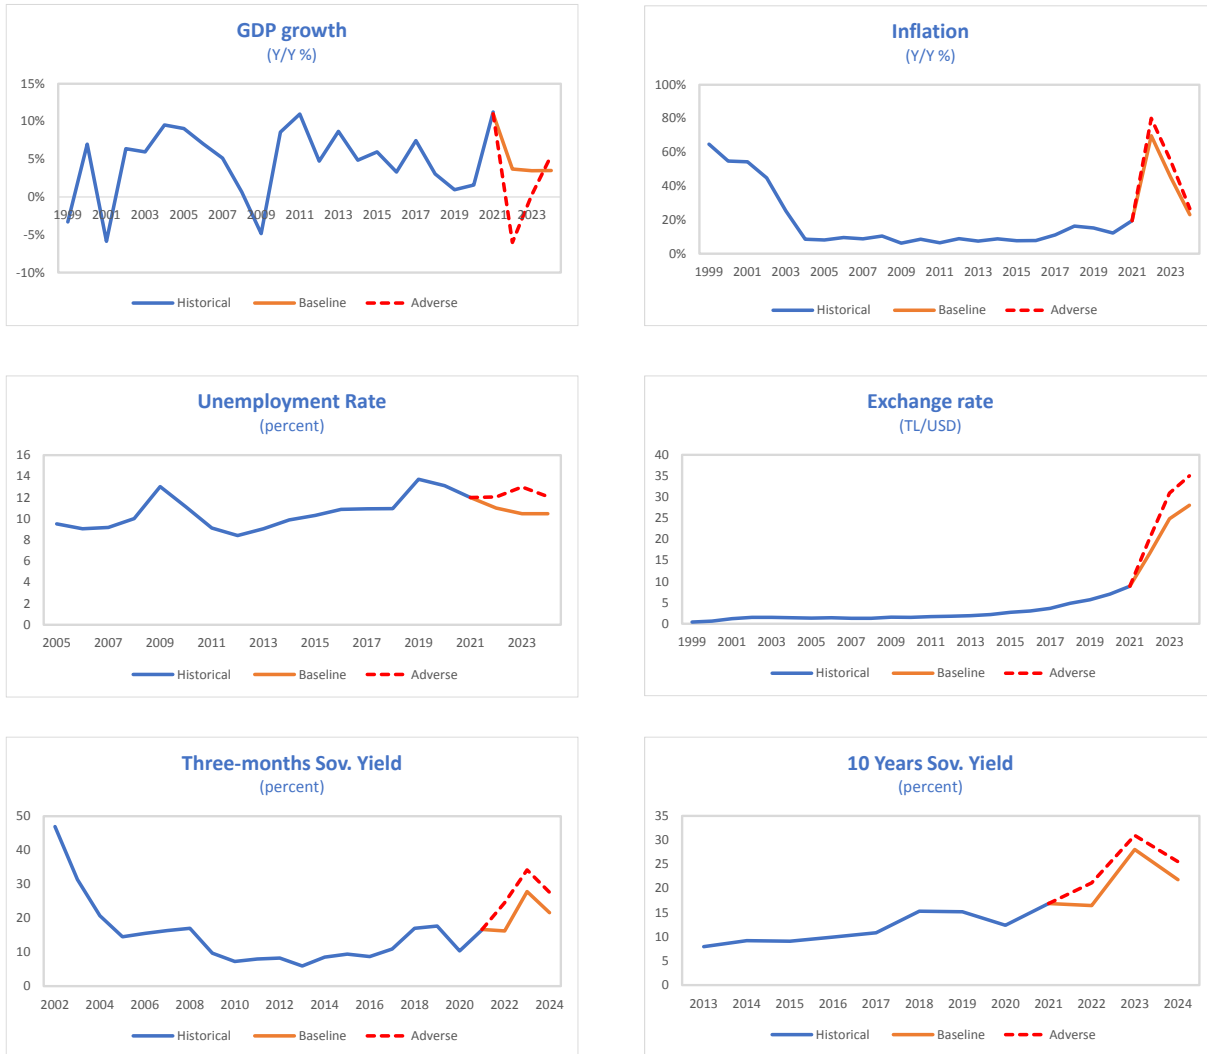 GDP growth
(Y/Y %)
15%
10%
5%
0%
-5%
-10%
1999 2001 2003 2005 2007 2009 2011 2013 2015 2017 2019 2021 2023
Historical Baseline Adverse
Inflation
(Y/Y %)
100%
80%
60%
40%
20%
0%
1999 2001 2003 2005 2007 2009 2011 2013 2015 2017 2019 2021 2023
Historical Baseline Adverse
Unemployment Rate
(percent)
16
14
12
10
8
6
4
2
0
2005 2007 2009 2011 2013 2015 2017 2019 2021 2023
Historical Baseline Adverse
Exchange rate
(TL/USD)
40
35
30
25
20
15
10
5
0
1999 2001 2003 2005 2007 2009 2011 2013 2015 2017 2019 2021 2023
Historical Baseline Adverse
Three-months Sov. Yield
(percent)
50
40
30
20
10
0
2002 2004 2006 2008 2010 2012 2014 2016 2018 2020 2022 2024
Historical Baseline Adverse
10 Years Sov. Yield
(percent)
35
30
25
20
15
10
5
0
2013 2014 2015 2016 2017 2018 2019 2020 2021 2022 2023 2024
Historical Baseline Adverse